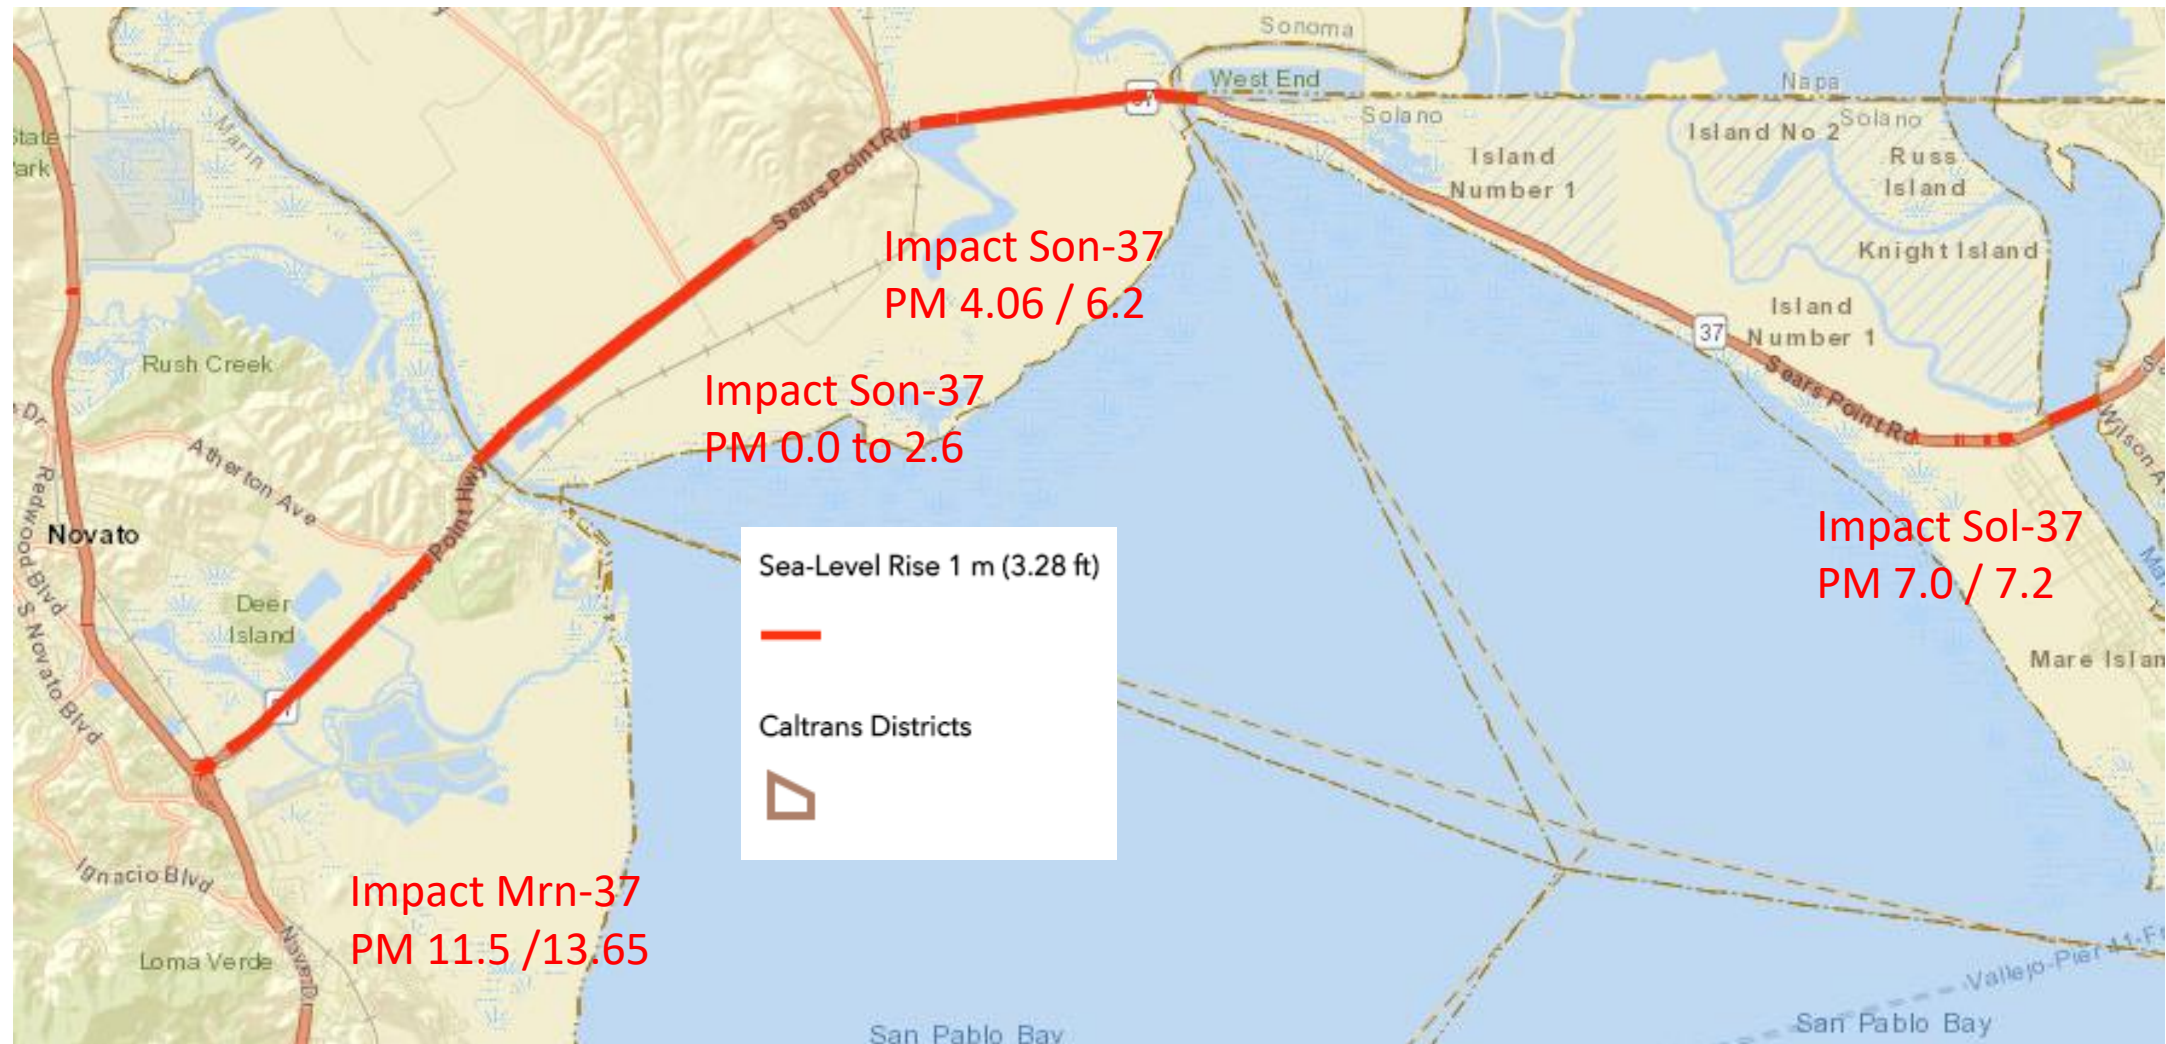 Sonoma
West End
Napa
37
Solano
Solano
Island No 2
State
Park
Marin
Island
Number 1
Russ
Island
Sears Point Rd
Impact Son-37
PM 4.06 / 6.2
Knight Island
Island
Number 1
37
Rush Creek
Sears Point Rd
Impact Son-37
PM 0.0 to 2.6
Dr
Atherton Ave
Redwood Blvd
Novato
Sears Point Hwy
Impact Sol-37
PM 7.0 / 7.2
Sea-Level Rise 1 m (3.28 ft)
Deer
Island
S Novato Blvd
Mare Islan
Caltrans Districts
Ignacio Blvd
Impact Mrn-37
PM 11.5 /13.65
Loma Verde
Nave Dr
Vallejo-Pier 41-F
San Pablo Bay
San Pablo Bay